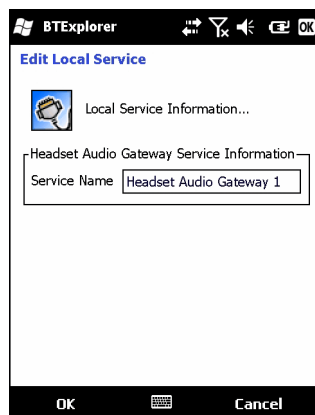 BTExplorer OK
Edit Local Service
Local Service Information...
Headset Audio Gateway Service Information
Service Name Headset Audio Gateway 1
OK Cancel